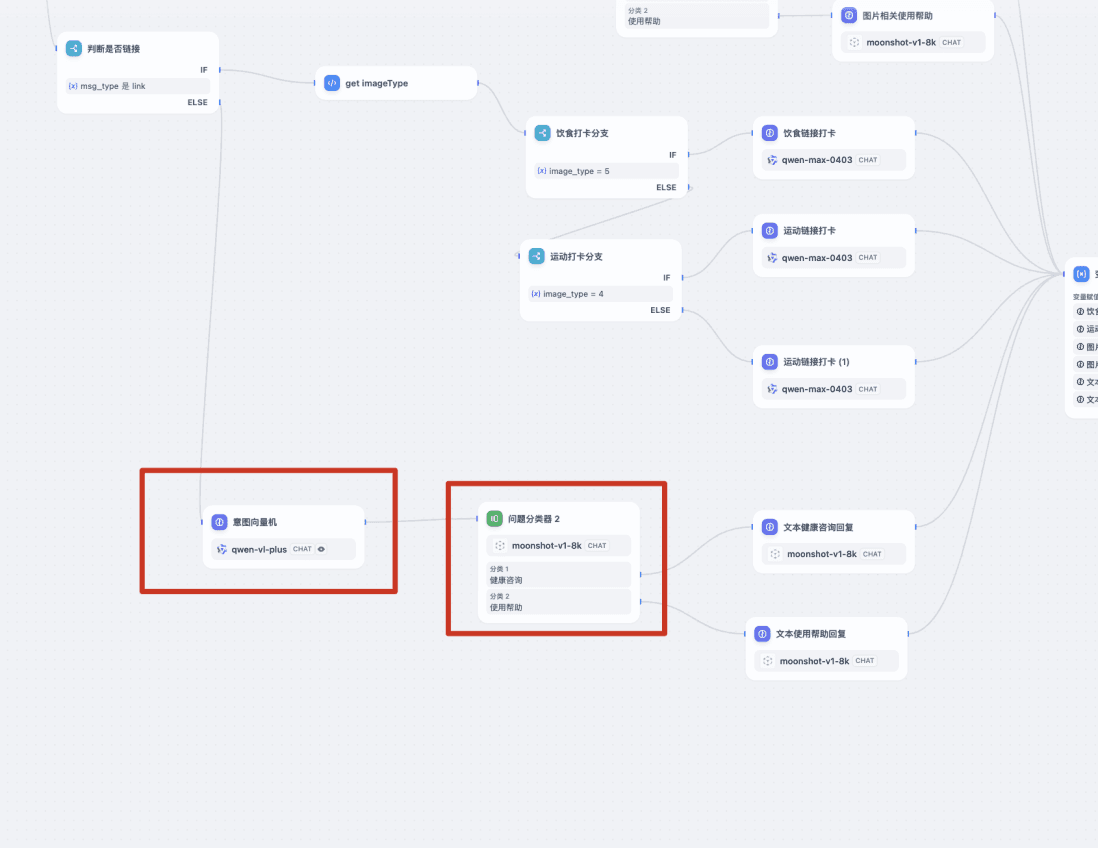 分类 2
使用帮助
图片相关使用帮助
moonshot-v1-8k CHAT
判断是否链接
IF
{x} msg_type 是 link
ELSE
get imageType
饮食打卡分支
IF
{x} image_type = 5
ELSE
饮食链接打卡
qwen-max-0403 CHAT
运动打卡分支
IF
{x} image_type = 4
ELSE
运动链接打卡
qwen-max-0403 CHAT
运动链接打卡 (1)
qwen-max-0403 CHAT
变量赋值
饮食
运动
图片
图片
文本
文本
意图向量机
qwen-vl-plus CHAT
问题分类器 2
moonshot-v1-8k CHAT
分类 1
健康咨询
分类 2
使用帮助
文本健康咨询回复
moonshot-v1-8k CHAT
文本使用帮助回复
moonshot-v1-8k CHAT